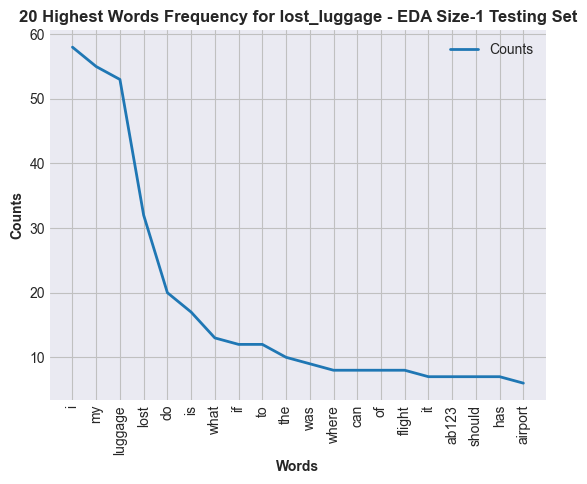 20 Highest Words Frequency for lost_luggage - EDA Size-1 Testing Set
Counts
60
50
40
30
20
10
Counts
i
my
luggage
lost
do
is
what
if
to
the
was
where
can
of
flight
it
ab123
should
has
airport
Words